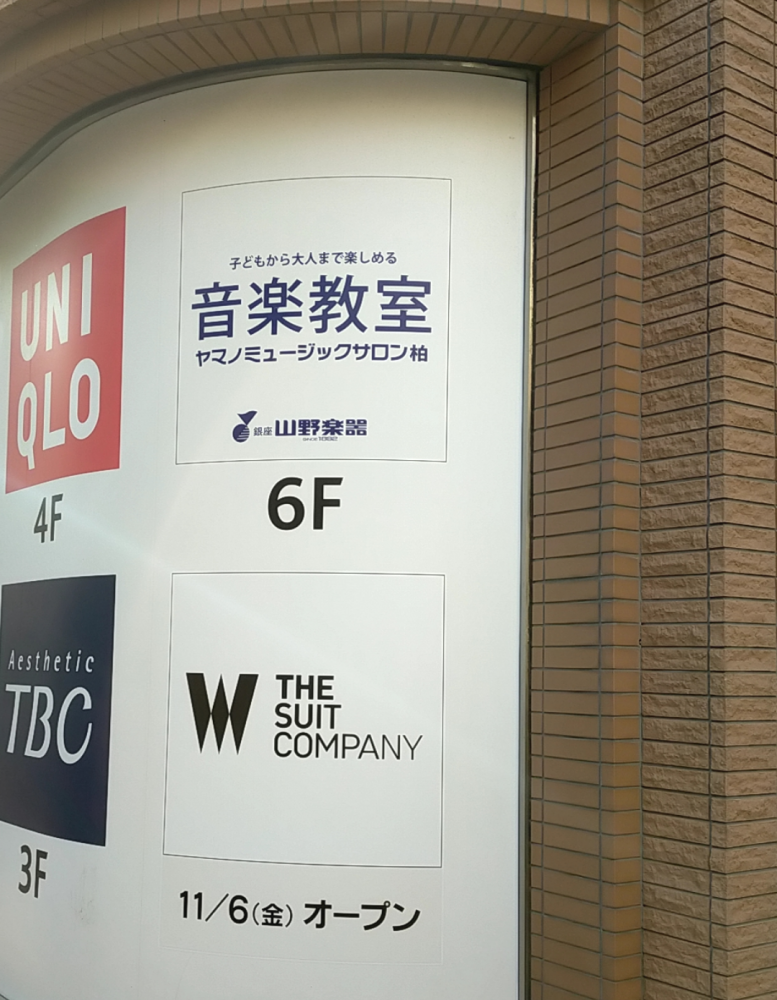 UNI
QLO
4F
子どもから大人まで楽しめる
音楽教室
ヤマノミュージックサロン柏
銀座 山野楽器
6F
Aesthetic
TBC
3F
THE
SUIT
COMPANY
11/6(金) オープン